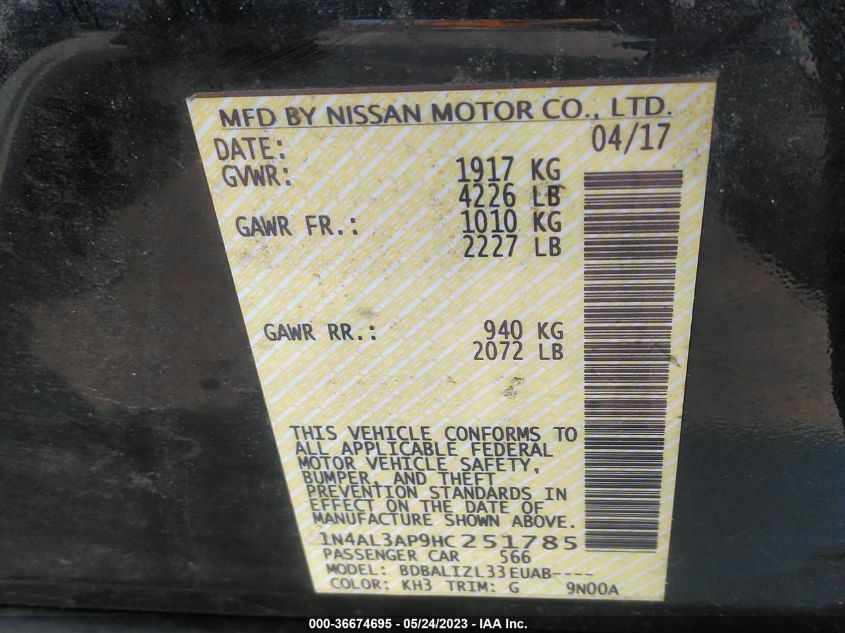 MFD BY NISSAN MOTOR CO., LTD.
DATE: 04/17
GVWR: 1917 KG
4226 LB
GAWR FR.: 1010 KG
2227 LB
GAWR RR.: 940 KG
2072 LB
THIS VEHICLE CONFORMS TO
ALL APPLICABLE FEDERAL
MOTOR VEHICLE SAFETY,
BUMPER, AND THEFT
PREVENTION STANDARDS IN
EFFECT ON THE DATE OF
MANUFACTURE SHOWN ABOVE.
1N4AL3AP9HC251785
PASSENGER CAR 566
MODEL: BDBALIZL33EUAB----
COLOR: KH3 TRIM: G 9N00A
000-36674695 - 05/24/2023 - IAA Inc.